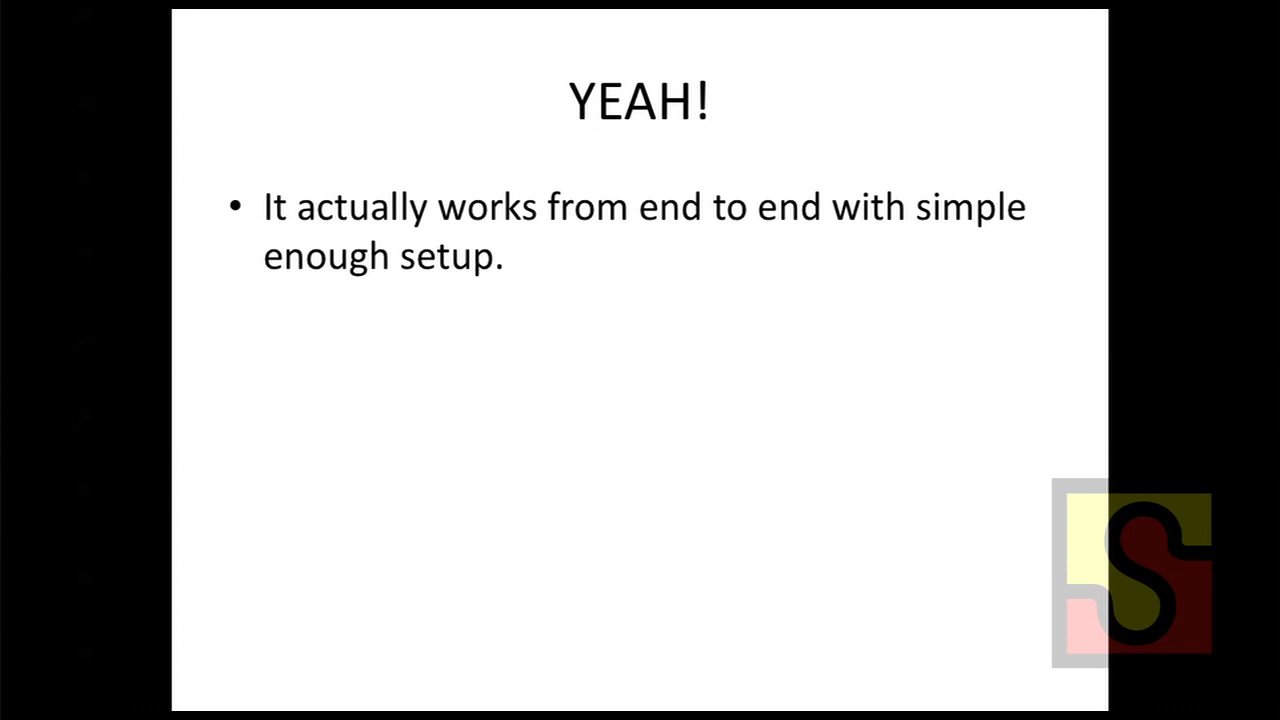 YEAH!
• It actually works from end to end with simple
enough setup.